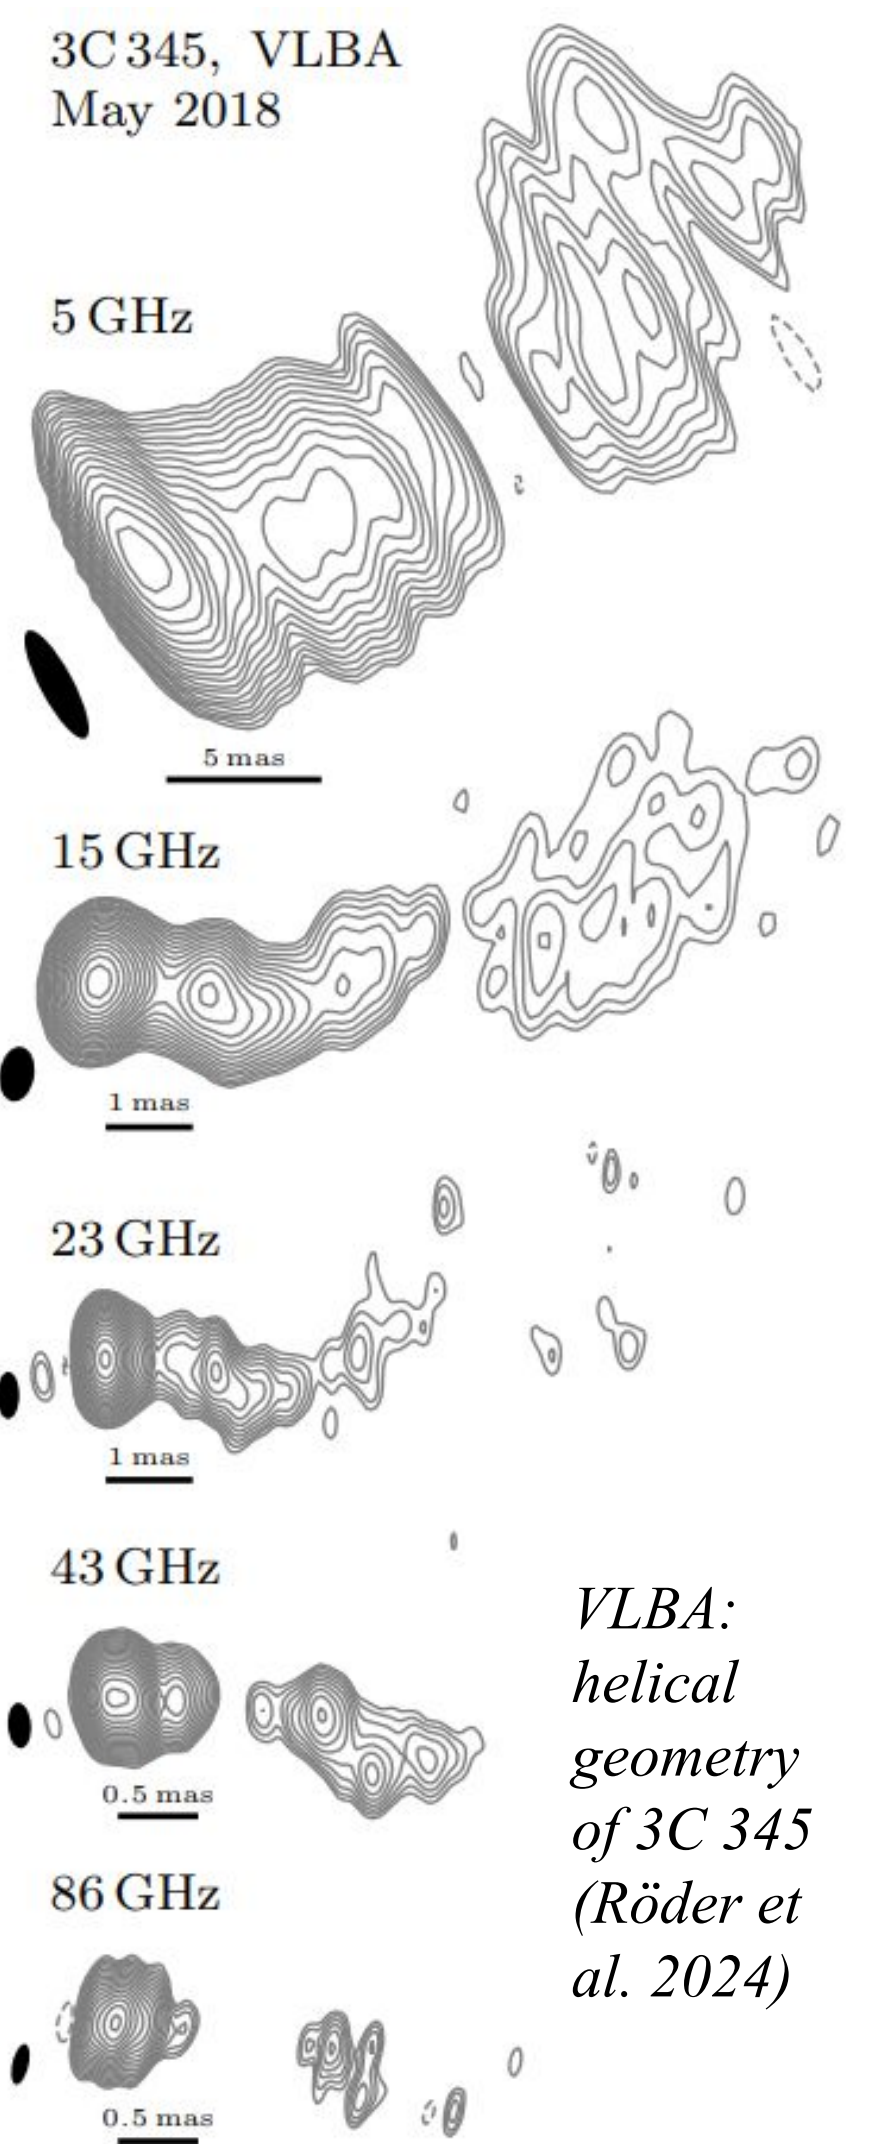 3C 345, VLBA
May 2018
5 GHz
5 mas
15 GHz
1 mas
23 GHz
1 mas
43 GHz
0.5 mas
VLBA:
helical
geometry
of 3C 345
(Röder et
al. 2024)
86 GHz
0.5 mas